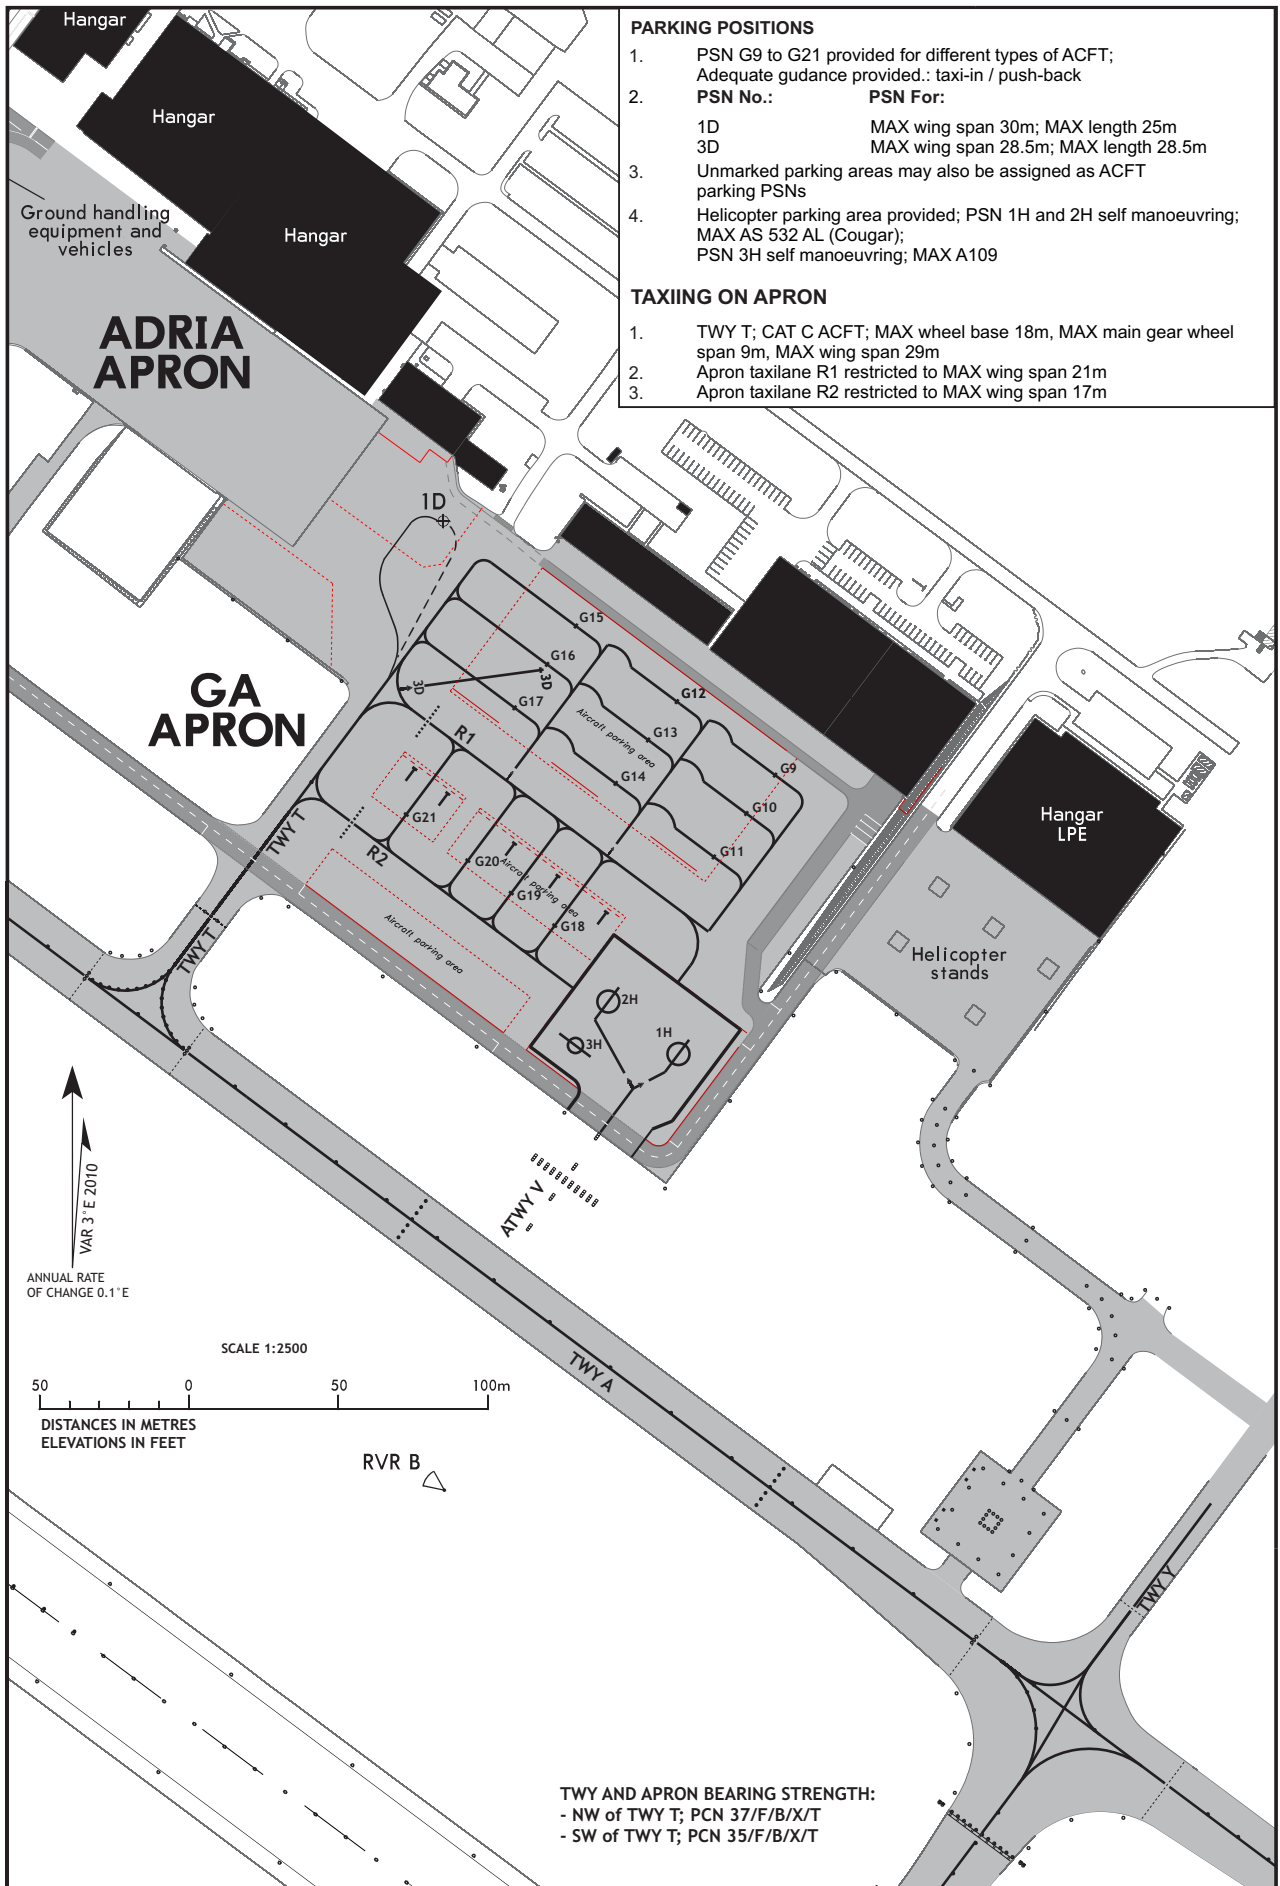 Hangar
Hangar
Hangar
Ground handling
equipment and
vehicles
ADRIA
APRON
PARKING POSITIONS
1. PSN G9 to G21 provided for different types of ACFT;
Adequate gudance provided.: taxi-in / push-back
2. PSN No.: PSN For:
1D MAX wing span 30m; MAX length 25m
3D MAX wing span 28.5m; MAX length 28.5m
3. Unmarked parking areas may also be assigned as ACFT
parking PSNs
4. Helicopter parking area provided; PSN 1H and 2H self manoeuvring;
MAX AS 532 AL (Cougar);
PSN 3H self manoeuvring; MAX A109
TAXIING ON APRON
1. TWY T; CAT C ACFT; MAX wheel base 18m, MAX main gear wheel
span 9m, MAX wing span 29m
2. Apron taxilane R1 restricted to MAX wing span 21m
3. Apron taxilane R2 restricted to MAX wing span 17m
1D
G15
G16
3D
3D
G17
G12
G13
Aircraft parking area
G14
G9
G10
G11
GA
APRON
R1
R2
G21
G20
Aircraft parking area
G19
G18
Aircraft parking area
TWY T
TWY T
Hangar
LPE
Helicopter
stands
2H
1H
3H
ATWY V
VAR 3°E 2010
ANNUAL RATE
OF CHANGE 0.1°E
SCALE 1:2500
50 0 50 100m
DISTANCES IN METRES
ELEVATIONS IN FEET
RVR B
TWY A
TWY Y
TWY AND APRON BEARING STRENGTH:
- NW of TWY T; PCN 37/F/B/X/T
- SW of TWY T; PCN 35/F/B/X/T